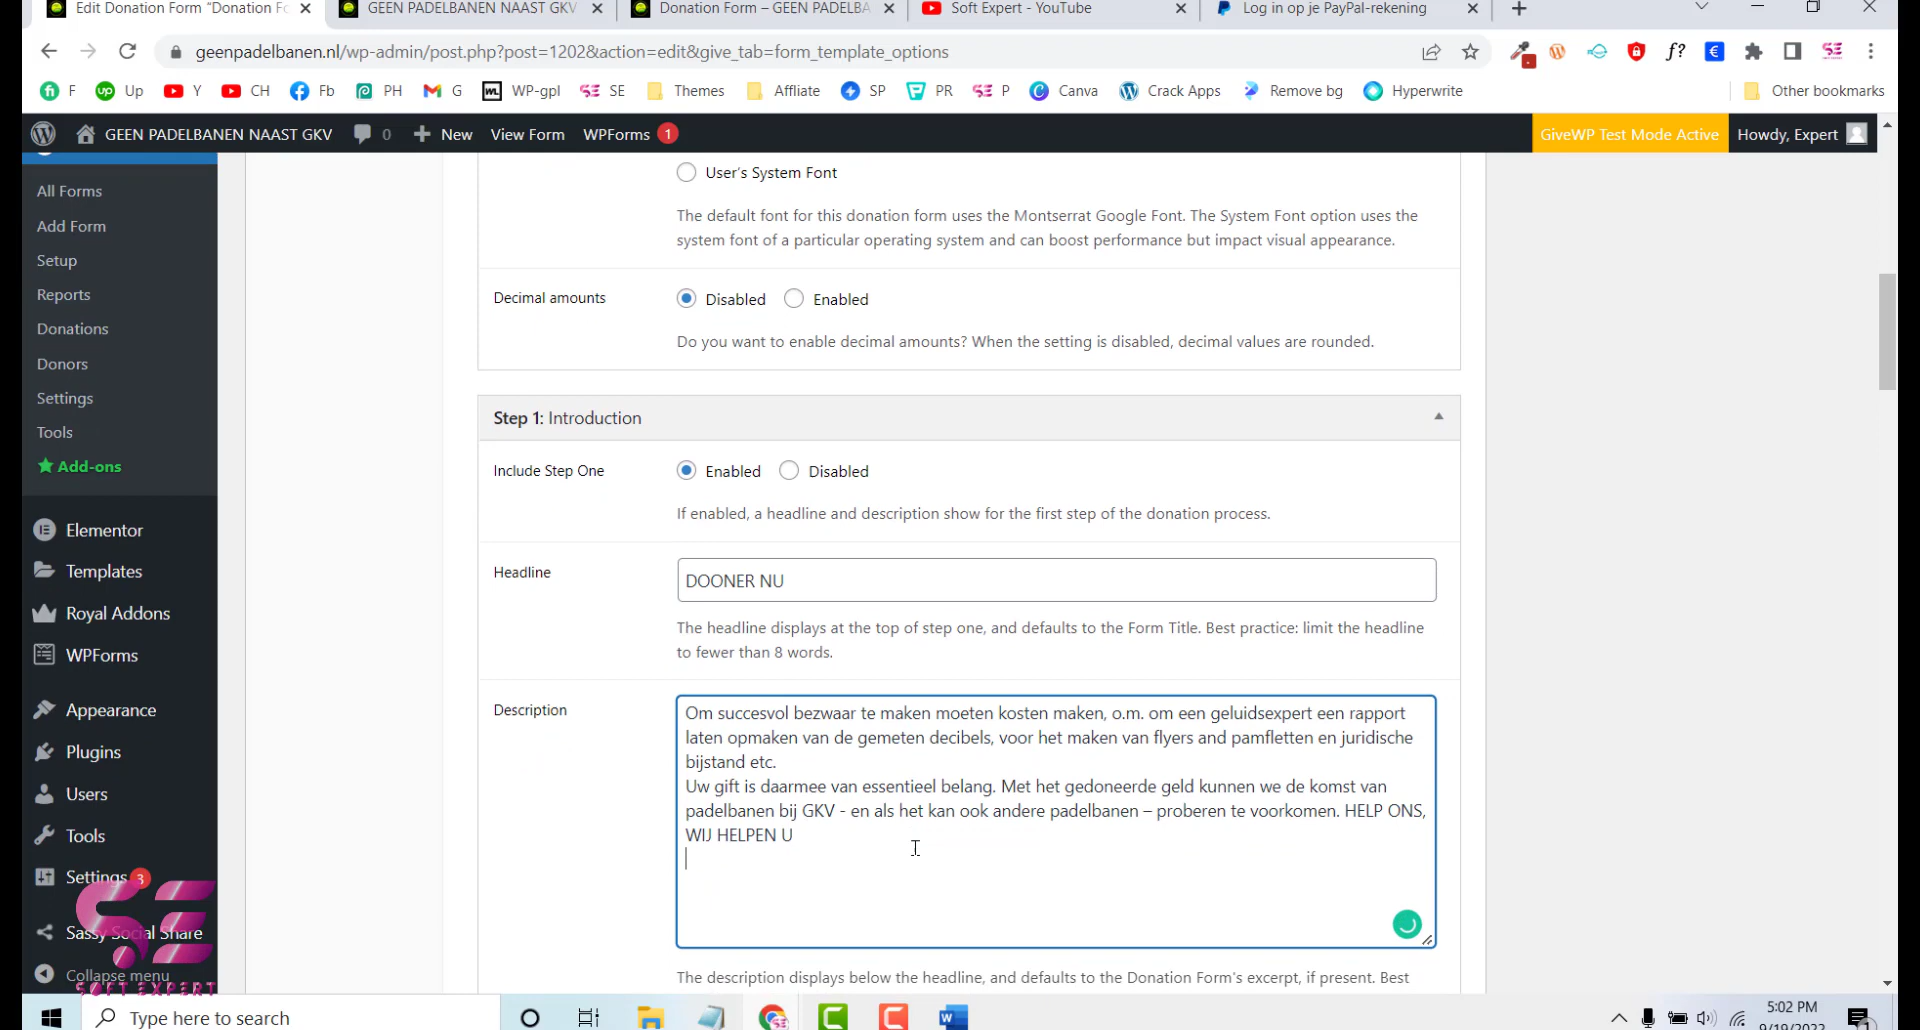 Edit Donation Form "Donation Fo
GEEN PADELBANEN NAAST GKV
Donation Form – GEEN PADELBA
Soft Expert - YouTube
Log in op je PayPal-rekening
geenpadelbanen.nl/wp-admin/post.php?post=1202&action=edit&give_tab=form_template_options
F
Up
Y
CH
Fb
PH
G
WP-gpl
SE
Themes
Affliate
SP
PR
P
Canva
Crack Apps
Remove bg
Hyperwrite
Other bookmarks
GEEN PADELBANEN NAAST GKV
0
New
View Form
WPForms 1
GiveWP Test Mode Active
Howdy, Expert
All Forms
Add Form
Setup
Reports
Donations
Donors
Settings
Tools
Add-ons
Elementor
Templates
Royal Addons
WPForms
Appearance
Plugins
Users
Tools
Settings 3
Sassy Social Share
Collapse menu
SOFT EXPERT
User's System Font
The default font for this donation form uses the Montserrat Google Font. The System Font option uses the
system font of a particular operating system and can boost performance but impact visual appearance.
Decimal amounts
Disabled Enabled
Do you want to enable decimal amounts? When the setting is disabled, decimal values are rounded.
Step 1: Introduction
Include Step One
Enabled Disabled
If enabled, a headline and description show for the first step of the donation process.
Headline
DOONER NU
The headline displays at the top of step one, and defaults to the Form Title. Best practice: limit the headline
to fewer than 8 words.
Description
Om succesvol bezwaar te maken moeten kosten maken, o.m. om een geluidsexpert een rapport
laten opmaken van de gemeten decibels, voor het maken van flyers and pamfletten en juridische
bijstand etc.
Uw gift is daarmee van essentieel belang. Met het gedoneerde geld kunnen we de komst van
padelbanen bij GKV - en als het kan ook andere padelbanen – proberen te voorkomen. HELP ONS,
WIJ HELPEN U
The description displays below the headline, and defaults to the Donation Form's excerpt, if present. Best
Type here to search
5:02 PM